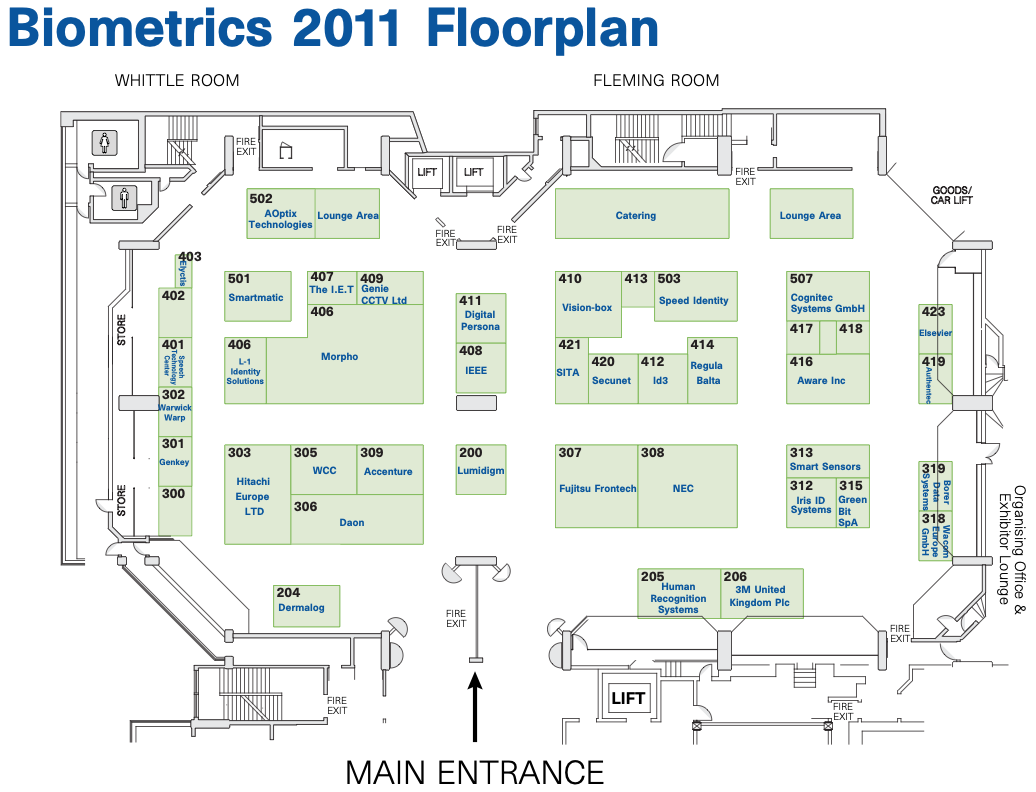 Biometrics 2011 Floorplan
WHITTLE ROOM
FLEMING ROOM
FIRE
EXIT
LIFT
LIFT
FIRE
EXIT
GOODS/
CAR LIFT
502
AOptix
Technologies
Lounge Area
FIRE
EXIT
FIRE
EXIT
Catering
Lounge Area
403
Elyctis
402
STORE
401
Speech
Technology
Center
302
Warwick
Warp
301
Genkey
300
STORE
501
Smartmatic
407
The I.E.T
409
Genie
CCTV Ltd
406
Morpho
406
L-1
Identity
Solutions
411
Digital
Persona
408
IEEE
410
Vision-box
413
503
Speed Identity
421
SITA
420
Secunet
412
Id3
414
Regula
Balta
507
Cognitec
Systems GmbH
417
418
416
Aware Inc
423
Elsevier
419
Authentec
303
Hitachi
Europe
LTD
305
WCC
309
Accenture
306
Daon
200
Lumidigm
307
Fujitsu Frontech
308
NEC
313
Smart Sensors
312
Iris ID
Systems
315
Green
Bit
SpA
319
Borer
Data
Systems
318
Wacom
Europe
GmbH
Organising Office &
Exhibitor Lounge
204
Dermalog
FIRE
EXIT
205
Human
Recognition
Systems
206
3M United
Kingdom Plc
FIRE
EXIT
FIRE
EXIT
LIFT
FIRE
EXIT
MAIN ENTRANCE